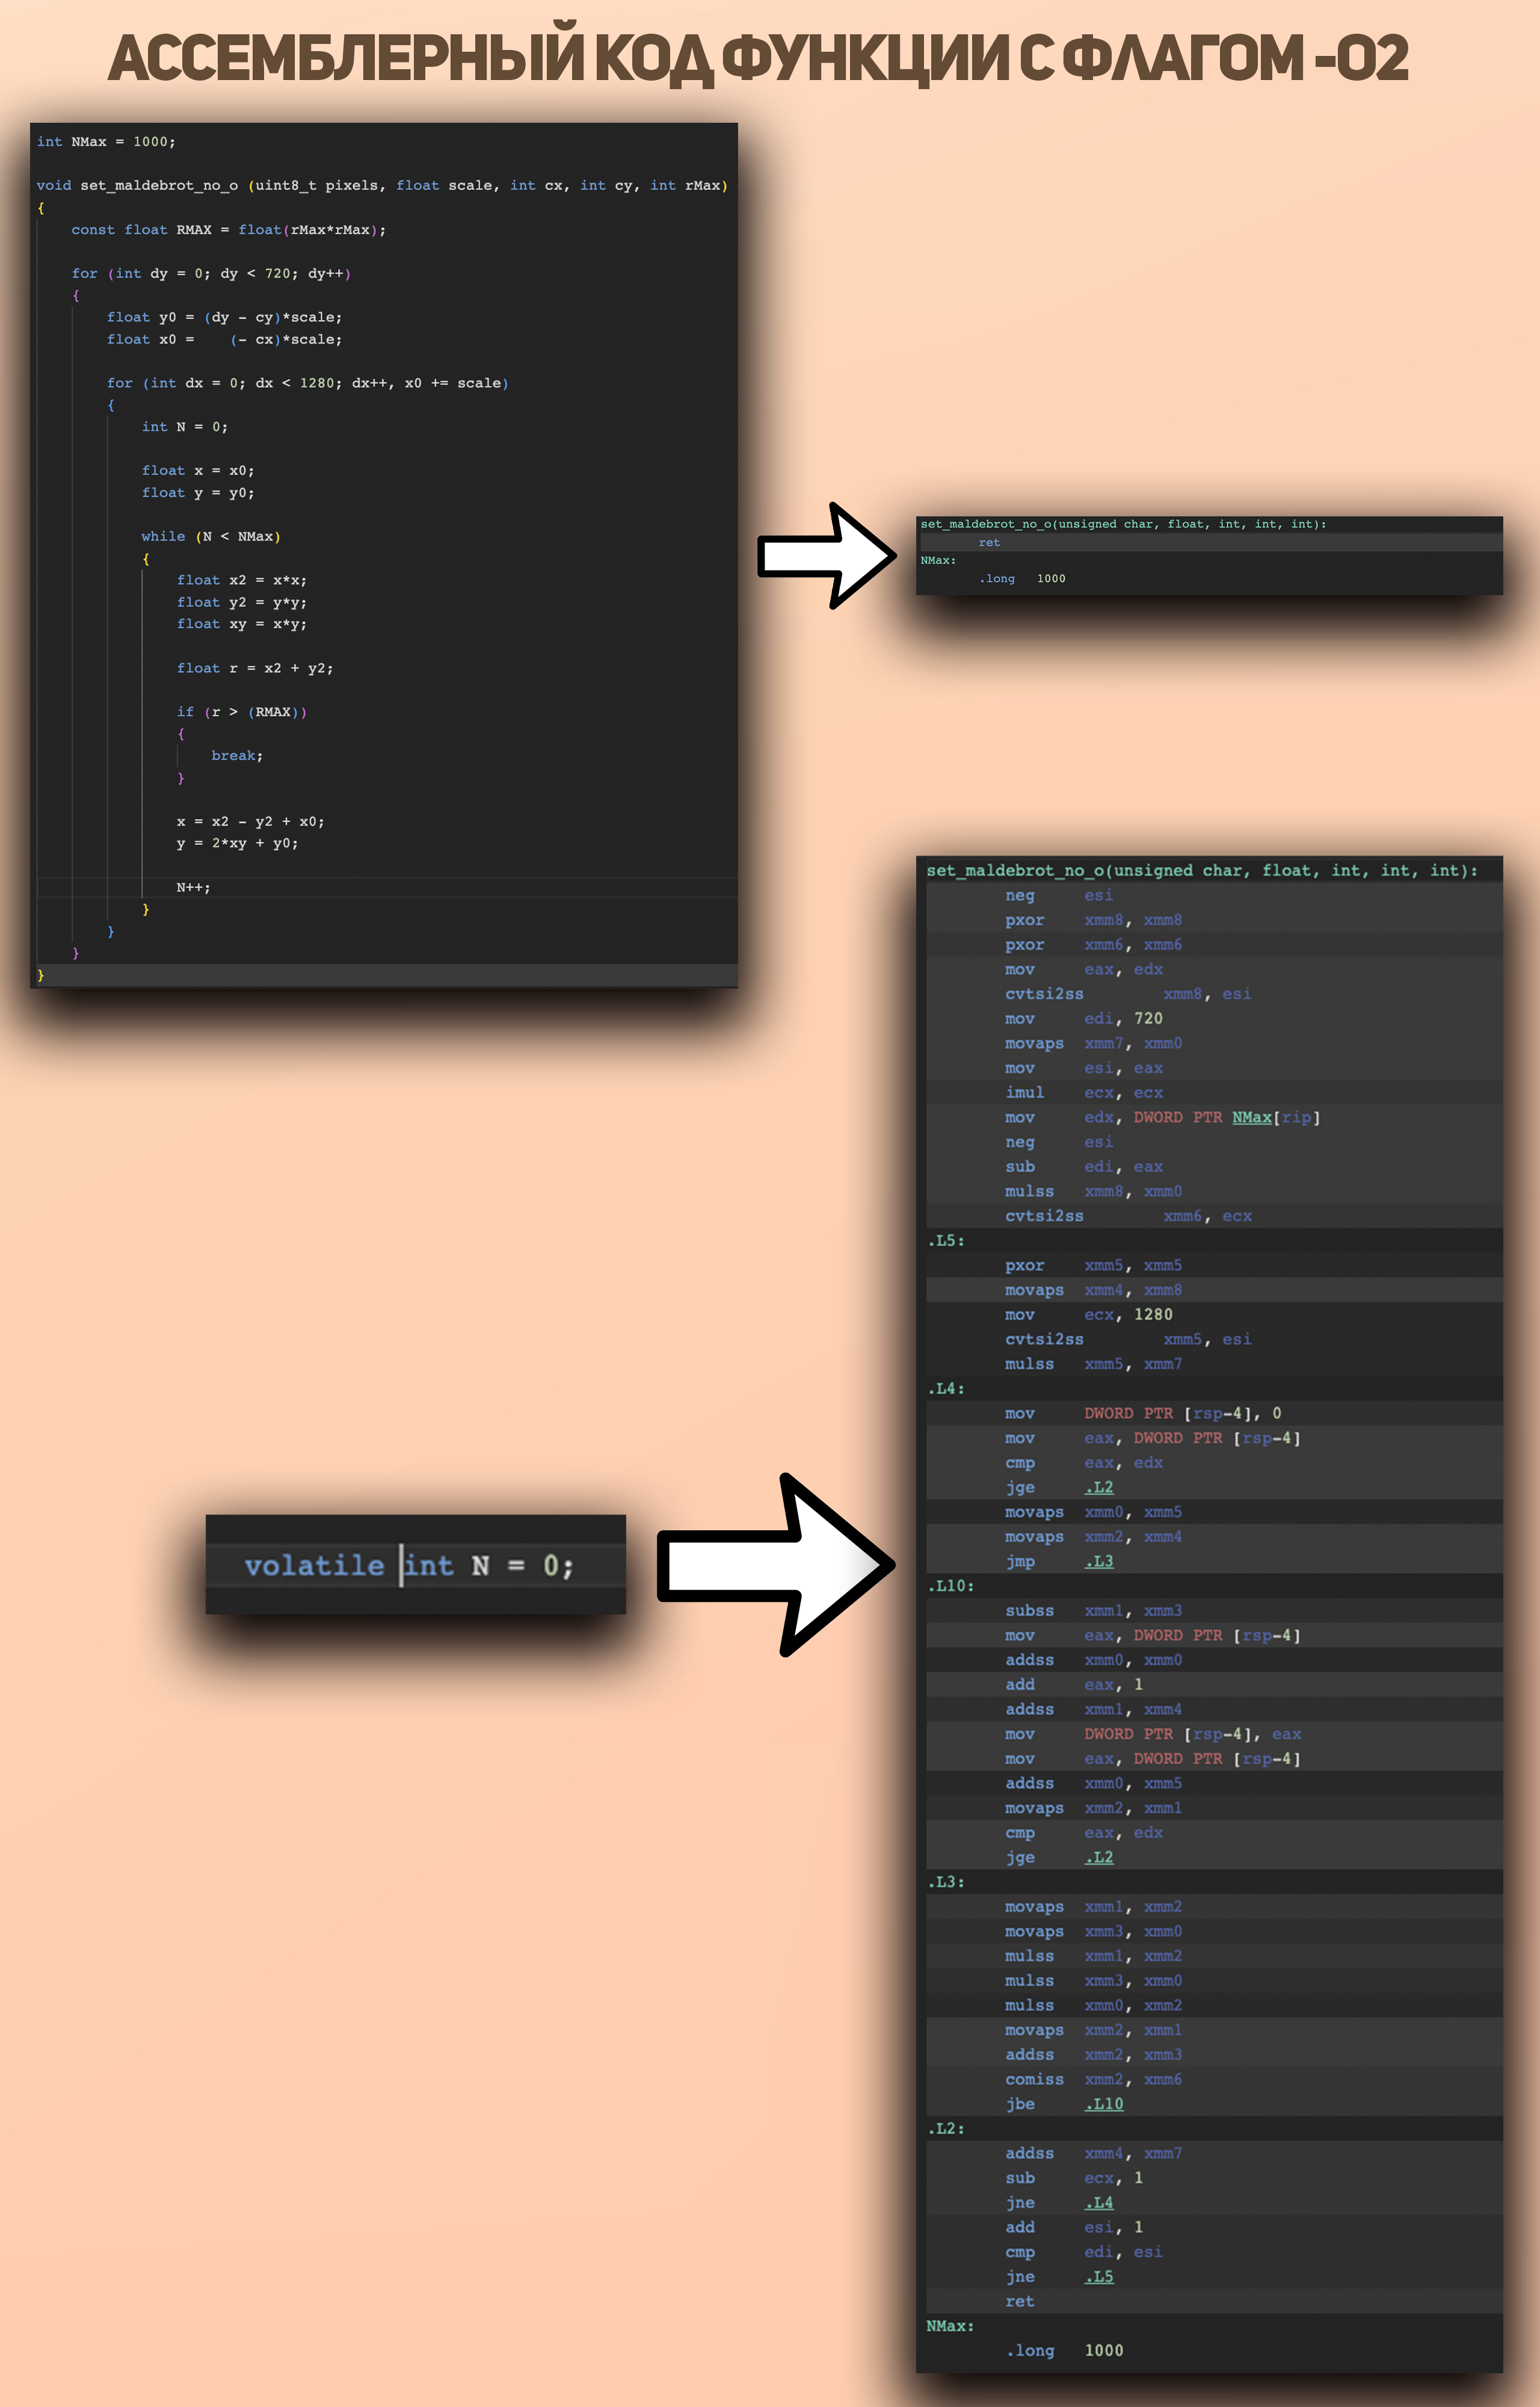 АССЕМБЛЕРНЫЙ КОД ФУНКЦИИ С ФЛАГОМ -O2
int NMax = 1000;
void set_maldebrot_no_o (uint8_t pixels, float scale, int cx, int cy, int rMax)
{
const float RMAX = float(rMax*rMax);
for (int dy = 0; dy < 720; dy++)
{
float y0 = (dy - cy)*scale;
float x0 =    (- cx)*scale;
for (int dx = 0; dx < 1280; dx++, x0 += scale)
{
int N = 0;
float x = x0;
float y = y0;
while (N < NMax)
{
float x2 = x*x;
float y2 = y*y;
float xy = x*y;
float r = x2 + y2;
if (r > (RMAX))
{
break;
}
x = x2 - y2 + x0;
y = 2*xy + y0;
N++;
}
}
}
}
set_maldebrot_no_o(unsigned char, float, int, int, int):
ret
NMax:
.long 1000
volatile int N = 0;
set_maldebrot_no_o(unsigned char, float, int, int, int):
neg esi
pxor xmm8, xmm8
pxor xmm6, xmm6
mov eax, edx
cvtsi2ss xmm8, esi
mov edi, 720
movaps xmm7, xmm0
mov esi, eax
imul ecx, ecx
mov edx, DWORD PTR NMax[rip]
neg esi
sub edi, eax
mulss xmm8, xmm0
cvtsi2ss xmm6, ecx
.L5:
pxor xmm5, xmm5
movaps xmm4, xmm8
mov ecx, 1280
cvtsi2ss xmm5, esi
mulss xmm5, xmm7
.L4:
mov DWORD PTR [rsp-4], 0
mov eax, DWORD PTR [rsp-4]
cmp eax, edx
jge .L2
movaps xmm0, xmm5
movaps xmm2, xmm4
jmp .L3
.L10:
subss xmm1, xmm3
mov eax, DWORD PTR [rsp-4]
addss xmm0, xmm0
add eax, 1
addss xmm1, xmm4
mov DWORD PTR [rsp-4], eax
mov eax, DWORD PTR [rsp-4]
addss xmm0, xmm5
movaps xmm2, xmm1
cmp eax, edx
jge .L2
.L3:
movaps xmm1, xmm2
movaps xmm3, xmm0
mulss xmm1, xmm2
mulss xmm3, xmm0
mulss xmm0, xmm2
movaps xmm2, xmm1
addss xmm2, xmm3
comiss xmm2, xmm6
jbe .L10
.L2:
addss xmm4, xmm7
sub ecx, 1
jne .L4
add esi, 1
cmp edi, esi
jne .L5
ret
NMax:
.long 1000